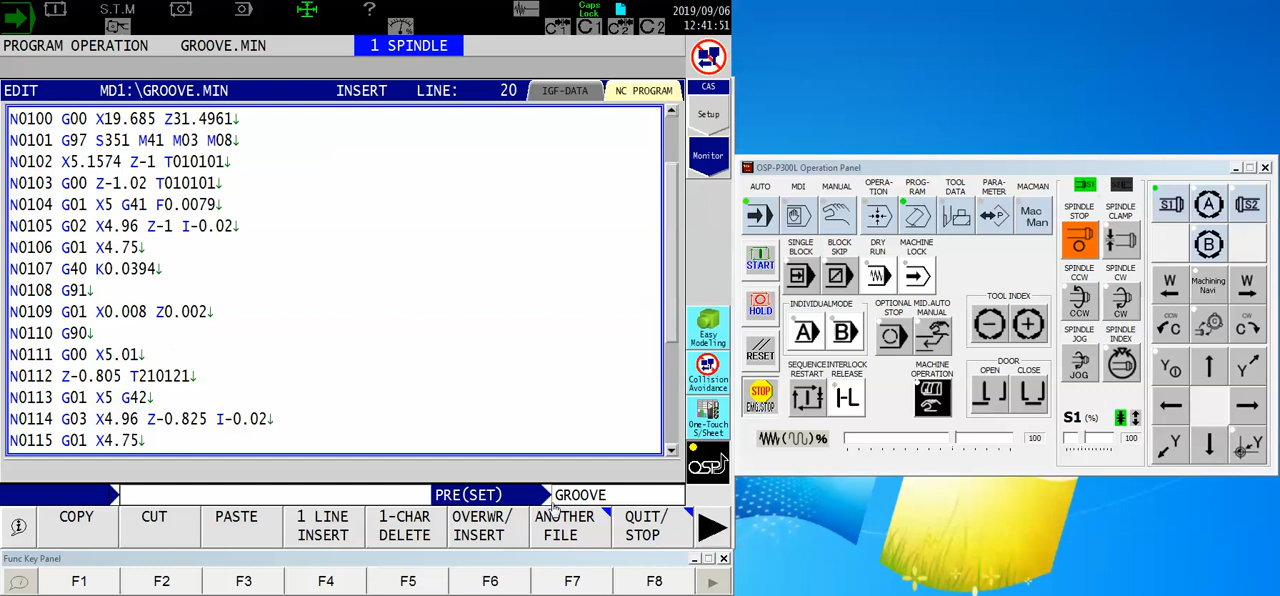 S.T.M
?
Caps
Lock
C1
C1
C2
C2
2019/09/06
12:41:51
PROGRAM OPERATION GROOVE.MIN 1 SPINDLE
EDIT MD1:\GROOVE.MIN INSERT LINE: 20 IGF-DATA NC PROGRAM
N0100 G00 X19.685 Z31.4961↓
N0101 G97 S351 M41 M03 M08↓
N0102 X5.1574 Z-1 T010101↓
N0103 G00 Z-1.02 T010101↓
N0104 G01 X5 G41 F0.0079↓
N0105 G02 X4.96 Z-1 I-0.02↓
N0106 G01 X4.75↓
N0107 G40 K0.0394↓
N0108 G91↓
N0109 G01 X0.008 Z0.002↓
N0110 G90↓
N0111 G00 X5.01↓
N0112 Z-0.805 T210121↓
N0113 G01 X5 G42↓
N0114 G03 X4.96 Z-0.825 I-0.02↓
N0115 G01 X4.75↓
PRE(SET) GROOVE
COPY CUT PASTE 1 LINE INSERT 1-CHAR DELETE OVERWR/ INSERT ANOTHER FILE QUIT/ STOP
Func Key Panel
F1 F2 F3 F4 F5 F6 F7 F8
CAS
Setup
Monitor
Easy
Modeling
Collision
Avoidance
One-Touch
S/Sheet
OSP
OSP-P300L Operation Panel
AUTO MDI MANUAL OPERA-TION PROG-RAM TOOL DATA PARA-METER MACMAN
Mac
Man
START
HOLD
RESET
STOP
EMG.STOP
SINGLE BLOCK BLOCK SKIP DRY RUN MACHINE LOCK
INDIVIDUALMODE OPTIONAL STOP MID.AUTO MANUAL
A B
SEQUENCE RESTART INTERLOCK RELEASE MACHINE OPERATION
I-L
TOOL INDEX
DOOR
OPEN CLOSE
% 100
S1
SPINDLE STOP SPINDLE CLAMP
SPINDLE CCW SPINDLE CW
CCW CW
SPINDLE JOG SPINDLE INDEX
JOG
S1 (%)
100
S1 A S2
B
W Machining Navi W
CCW C C CW C
Y Y
Y Y